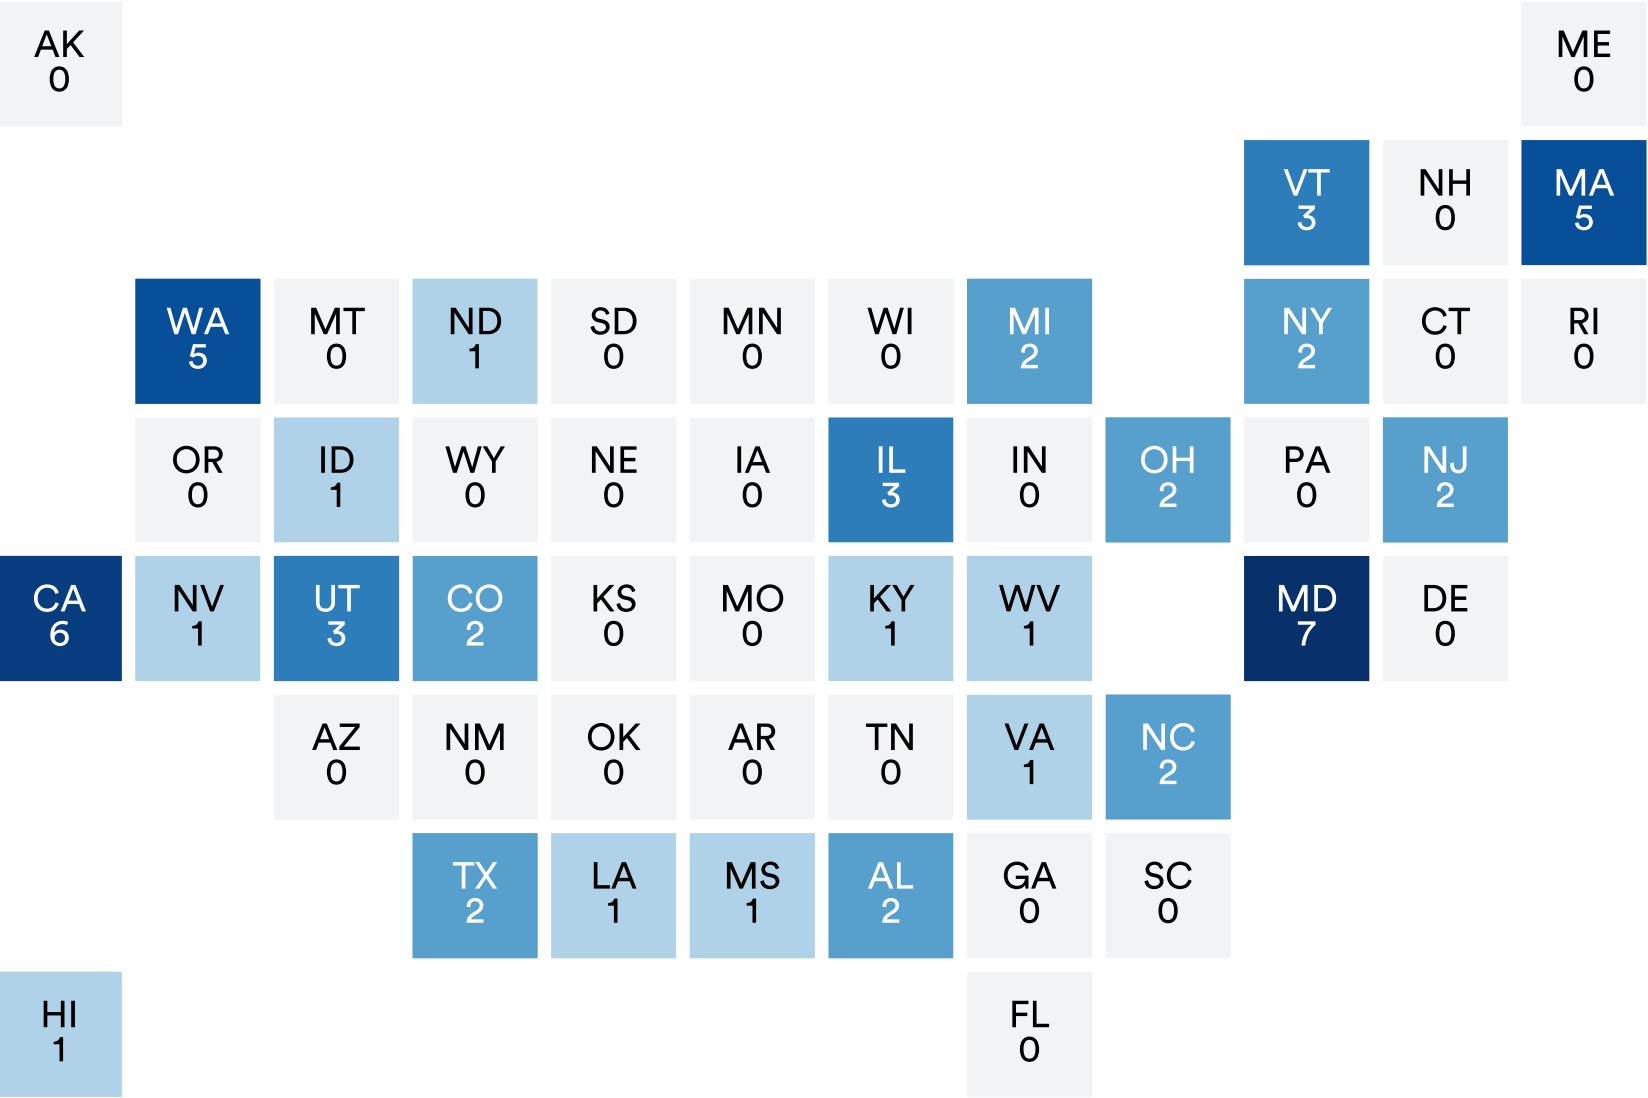 AK
0
ME
0
VT
3
NH
0
MA
5
WA
5
MT
0
ND
1
SD
0
MN
0
WI
0
MI
2
NY
2
CT
0
RI
0
OR
0
ID
1
WY
0
NE
0
IA
0
IL
3
IN
0
OH
2
PA
0
NJ
2
CA
6
NV
1
UT
3
CO
2
KS
0
MO
0
KY
1
WV
1
MD
7
DE
0
AZ
0
NM
0
OK
0
AR
0
TN
0
VA
1
NC
2
TX
2
LA
1
MS
1
AL
2
GA
0
SC
0
HI
1
FL
0